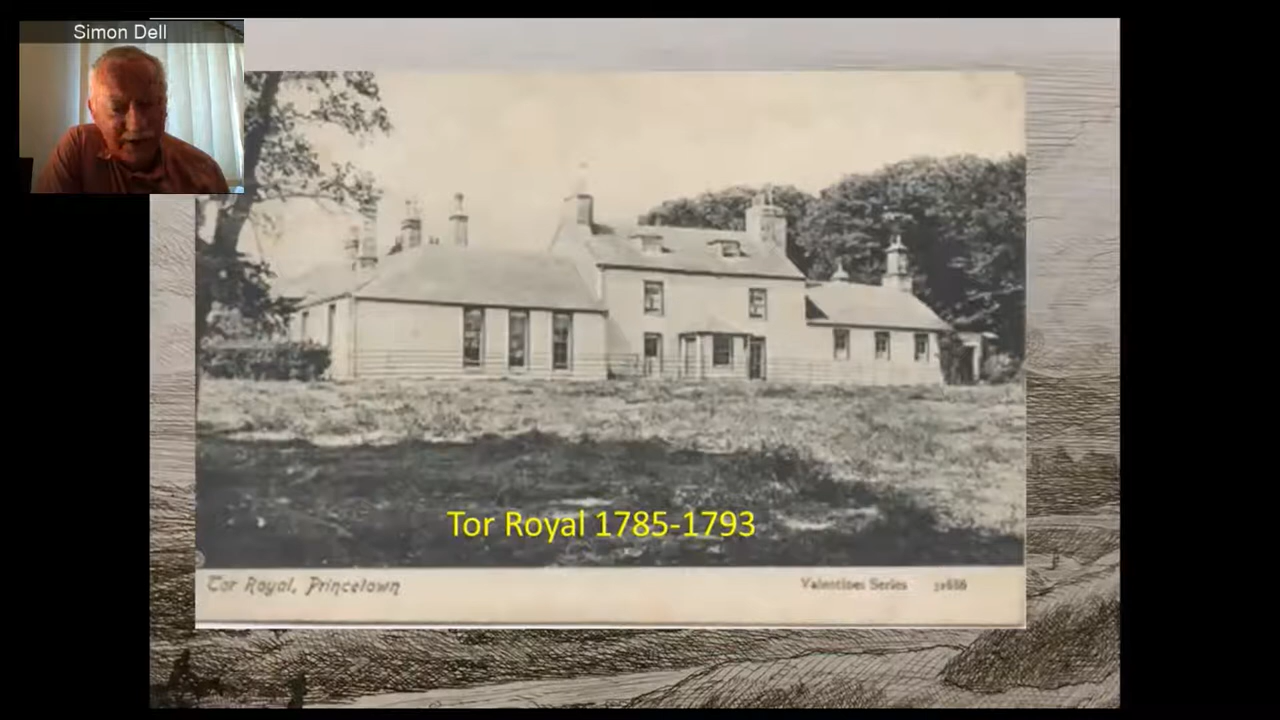 Simon Dell
Tor Royal 1785-1793
Tor Royal, Princetown
Valentines Series